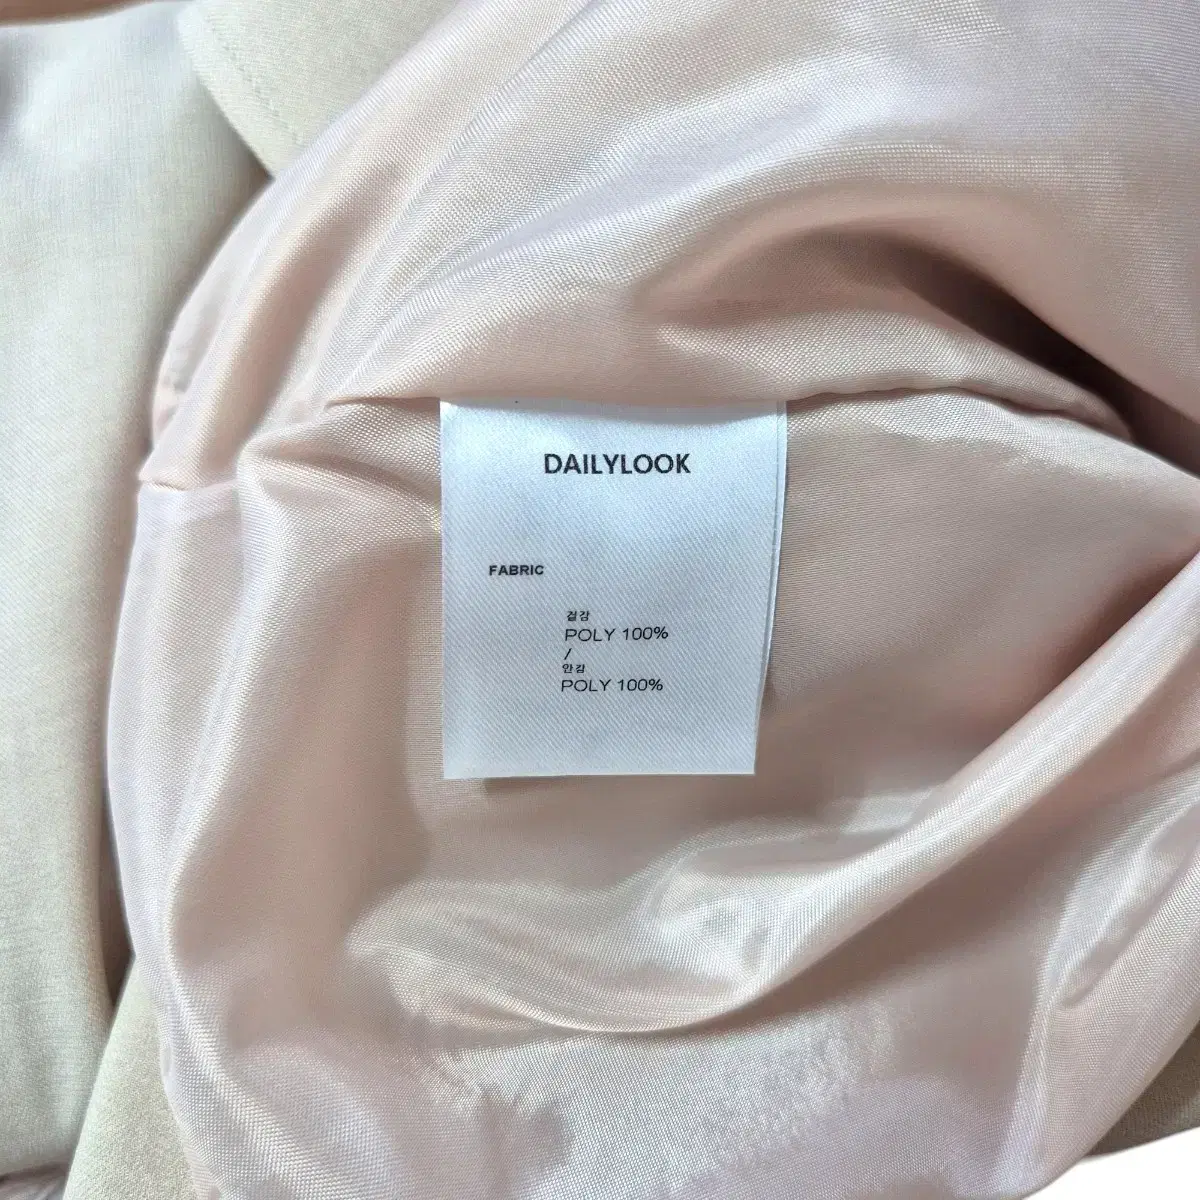 DAILYLOOK
FABRIC
겉감
POLY 100%
/
안감
POLY 100%